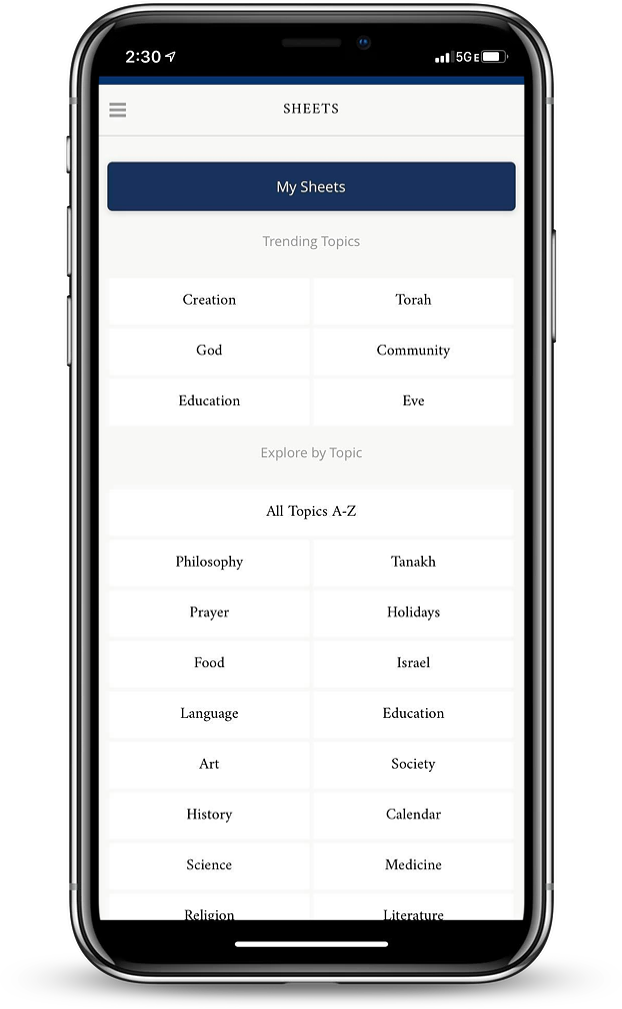 2:30 5GE
SHEETS
My Sheets
Trending Topics
Creation Torah
God Community
Education Eve
Explore by Topic
All Topics A-Z
Philosophy Tanakh
Prayer Holidays
Food Israel
Language Education
Art Society
History Calendar
Science Medicine
Religion Literature